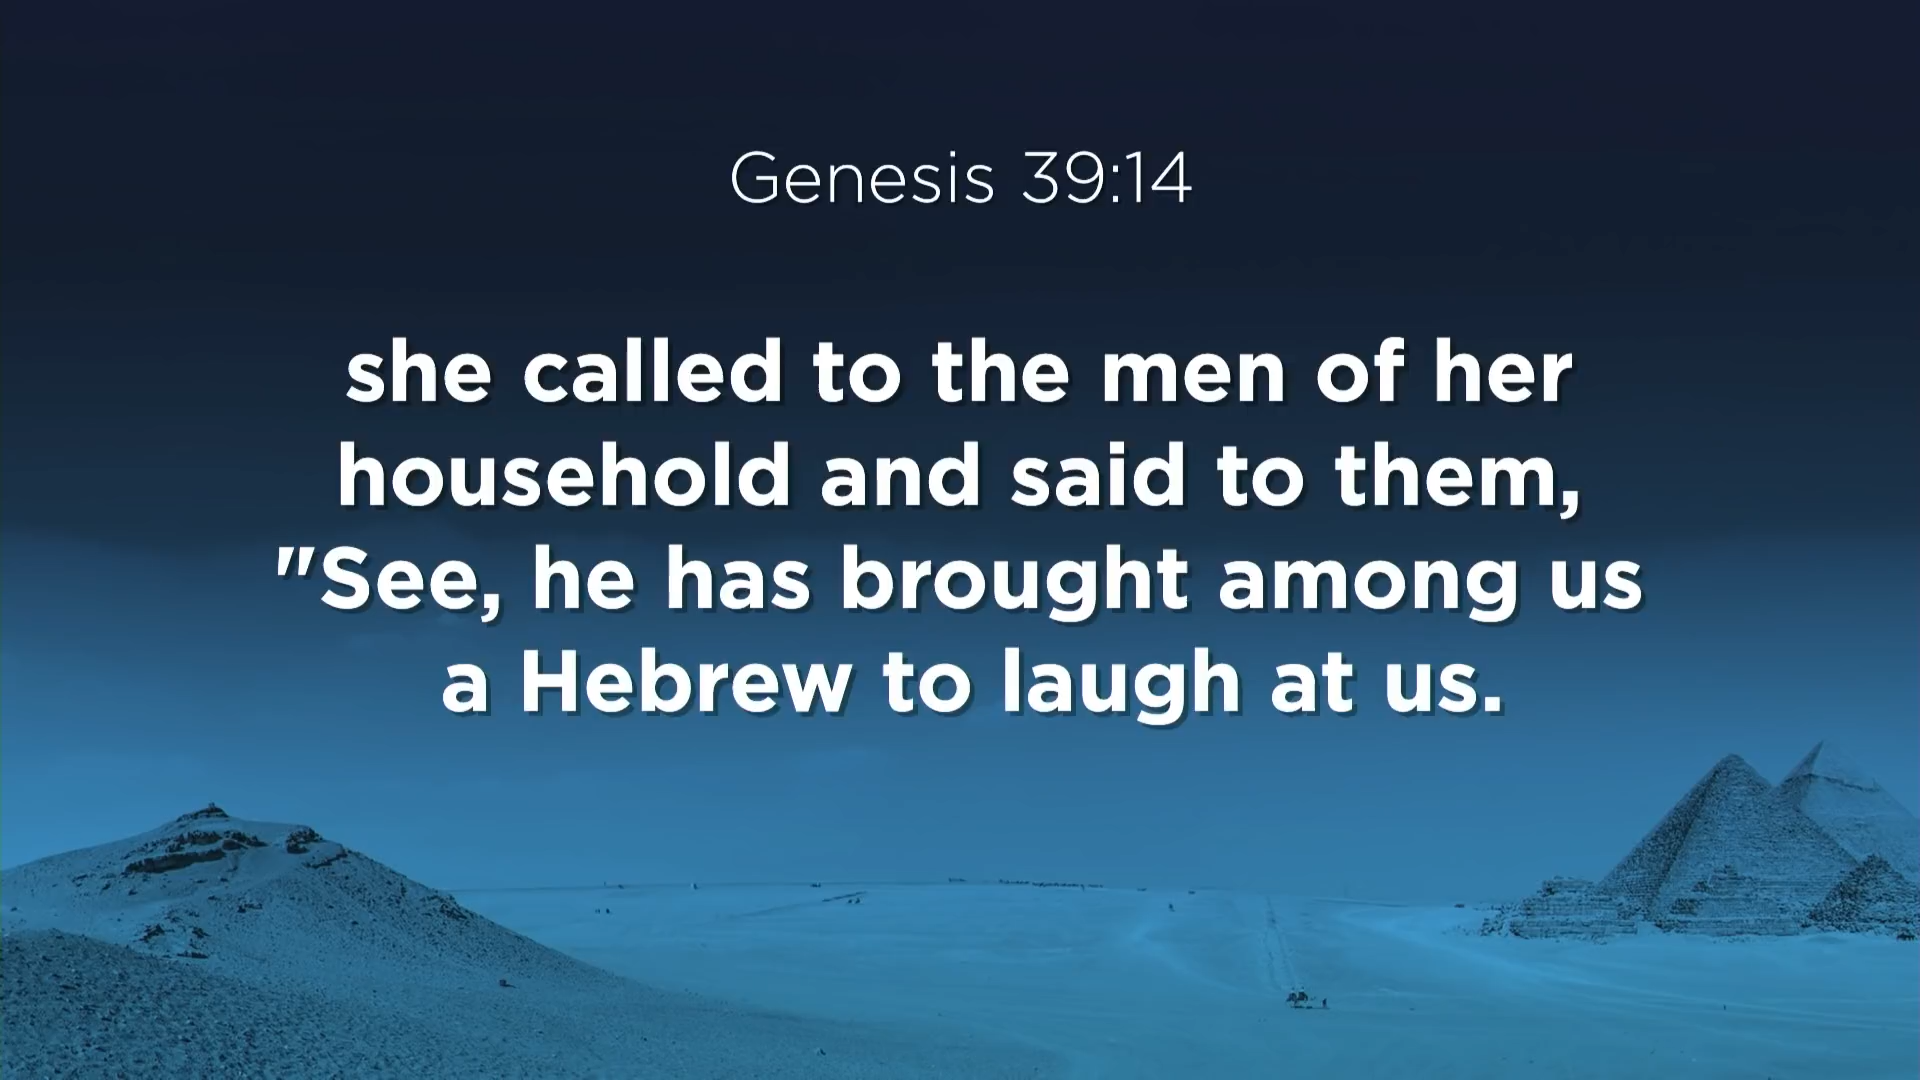 Genesis 39:14
she called to the men of her
household and said to them,
"See, he has brought among us
a Hebrew to laugh at us.